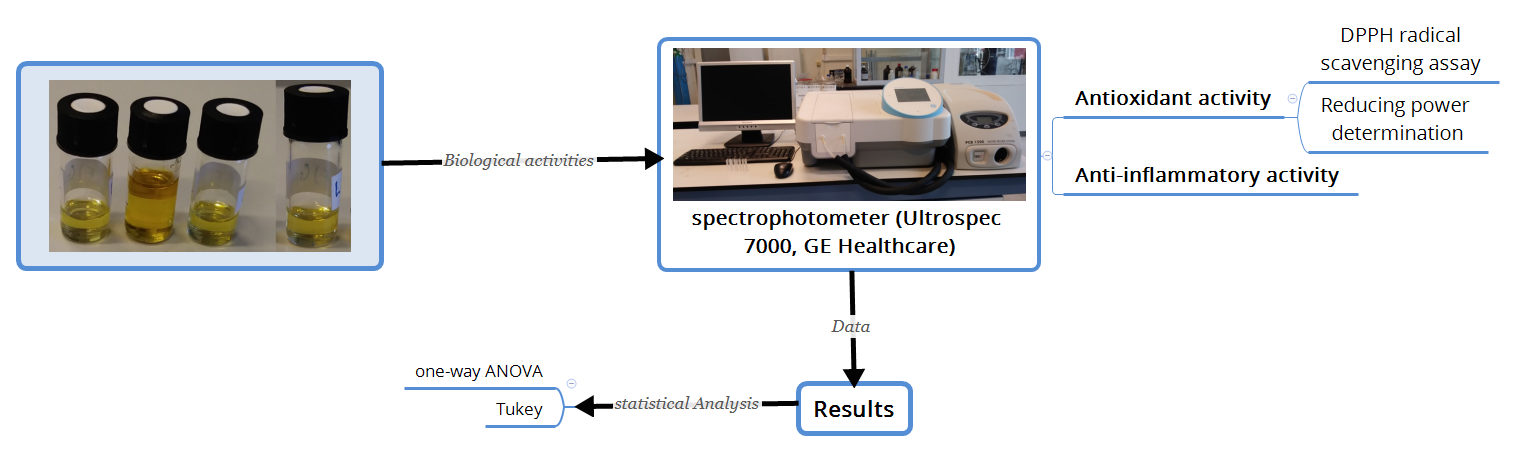 Biological activities
spectrophotometer (Ultrospec
7000, GE Healthcare)
Antioxidant activity
DPPH radical
scavenging assay
Reducing power
determination
Anti-inflammatory activity
Data
Results
statistical Analysis
one-way ANOVA
Tukey